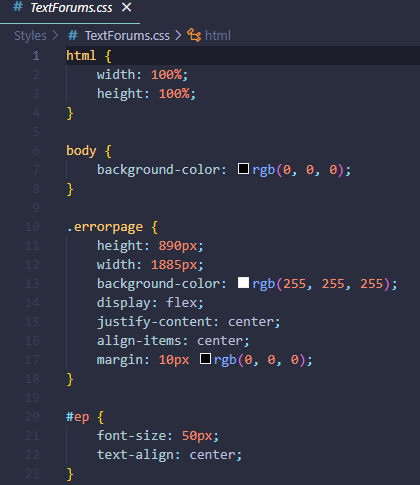 # TextForums.css ✕
Styles > # TextForums.css > html
1 html {
2 width: 100%;
3 height: 100%;
4 }
5
6 body {
7 background-color: rgb(0, 0, 0);
8 }
9
10 .errorpage {
11 height: 890px;
12 width: 1885px;
13 background-color: rgb(255, 255, 255);
14 display: flex;
15 justify-content: center;
16 align-items: center;
17 margin: 10px rgb(0, 0, 0);
18 }
19
20 #ep {
21 font-size: 50px;
22 text-align: center;
23 }